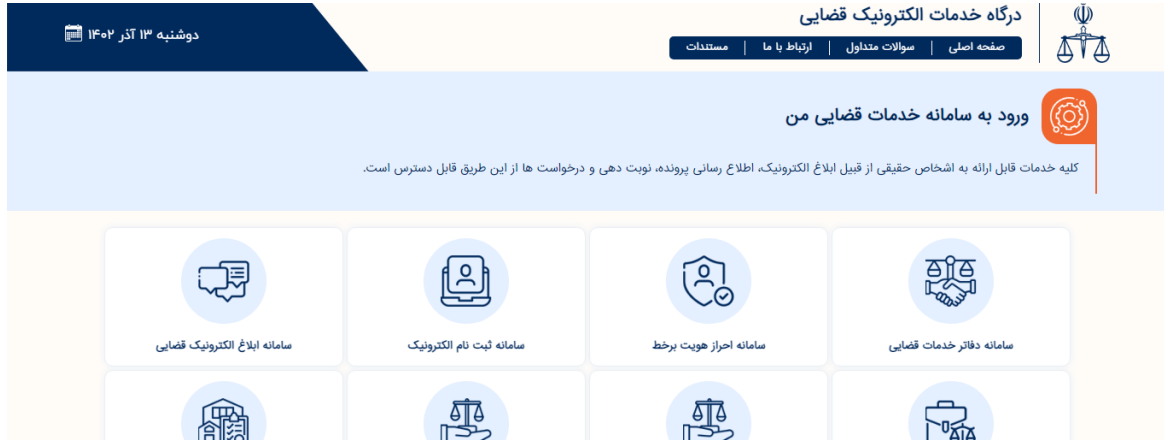 درگاه خدمات الکترونیک قضایی
صفحه اصلی | سوالات متداول | ارتباط با ما | مستندات
دوشنبه ۱۳ آذر ۱۴۰۲
ورود به سامانه خدمات قضایی من
کلیه خدمات قابل ارائه به اشخاص حقیقی از قبیل ابلاغ الکترونیک، اطلاع رسانی پرونده، نوبت دهی و درخواست ها از این طریق قابل دسترس است.
سامانه دفاتر خدمات قضایی
سامانه احراز هویت برخط
سامانه ثبت نام الکترونیک
سامانه ابلاغ الکترونیک قضایی